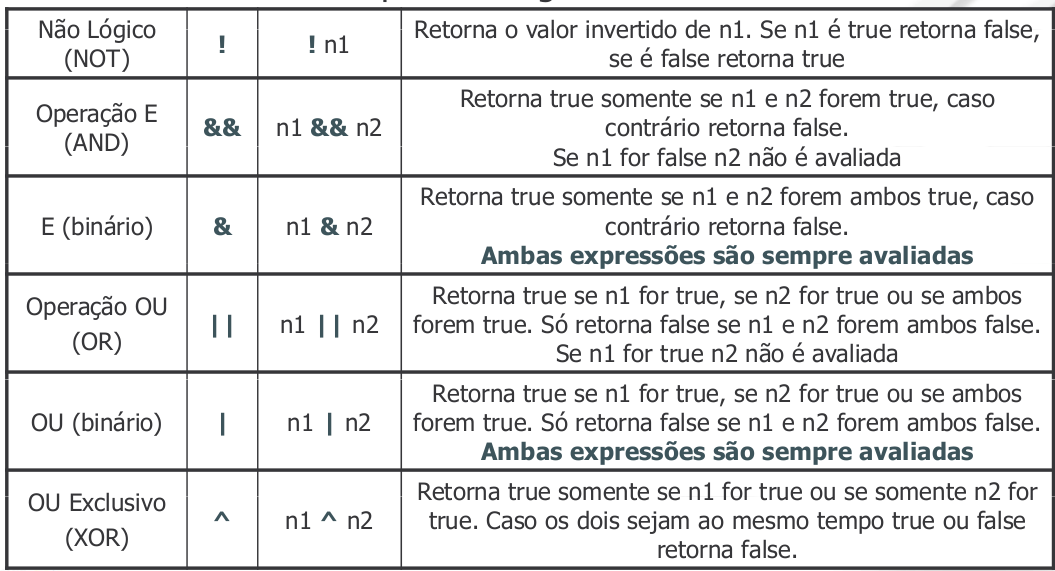 Não Lógico
(NOT)
!
! n1
Retorna o valor invertido de n1. Se n1 é true retorna false,
se é false retorna true
Operação E
(AND)
&&
n1 && n2
Retorna true somente se n1 e n2 forem true, caso
contrário retorna false.
Se n1 for false n2 não é avaliada
E (binário)
&
n1 & n2
Retorna true somente se n1 e n2 forem ambos true, caso
contrário retorna false.
Ambas expressões são sempre avaliadas
Operação OU
(OR)
||
n1 || n2
Retorna true se n1 for true, se n2 for true ou se ambos
forem true. Só retorna false se n1 e n2 forem ambos false.
Se n1 for true n2 não é avaliada
OU (binário)
|
n1 | n2
Retorna true se n1 for true, se n2 for true ou se ambos
forem true. Só retorna false se n1 e n2 forem ambos false.
Ambas expressões são sempre avaliadas
OU Exclusivo
(XOR)
^
n1 ^ n2
Retorna true somente se n1 for true ou se somente n2 for
true. Caso os dois sejam ao mesmo tempo true ou false
retorna false.